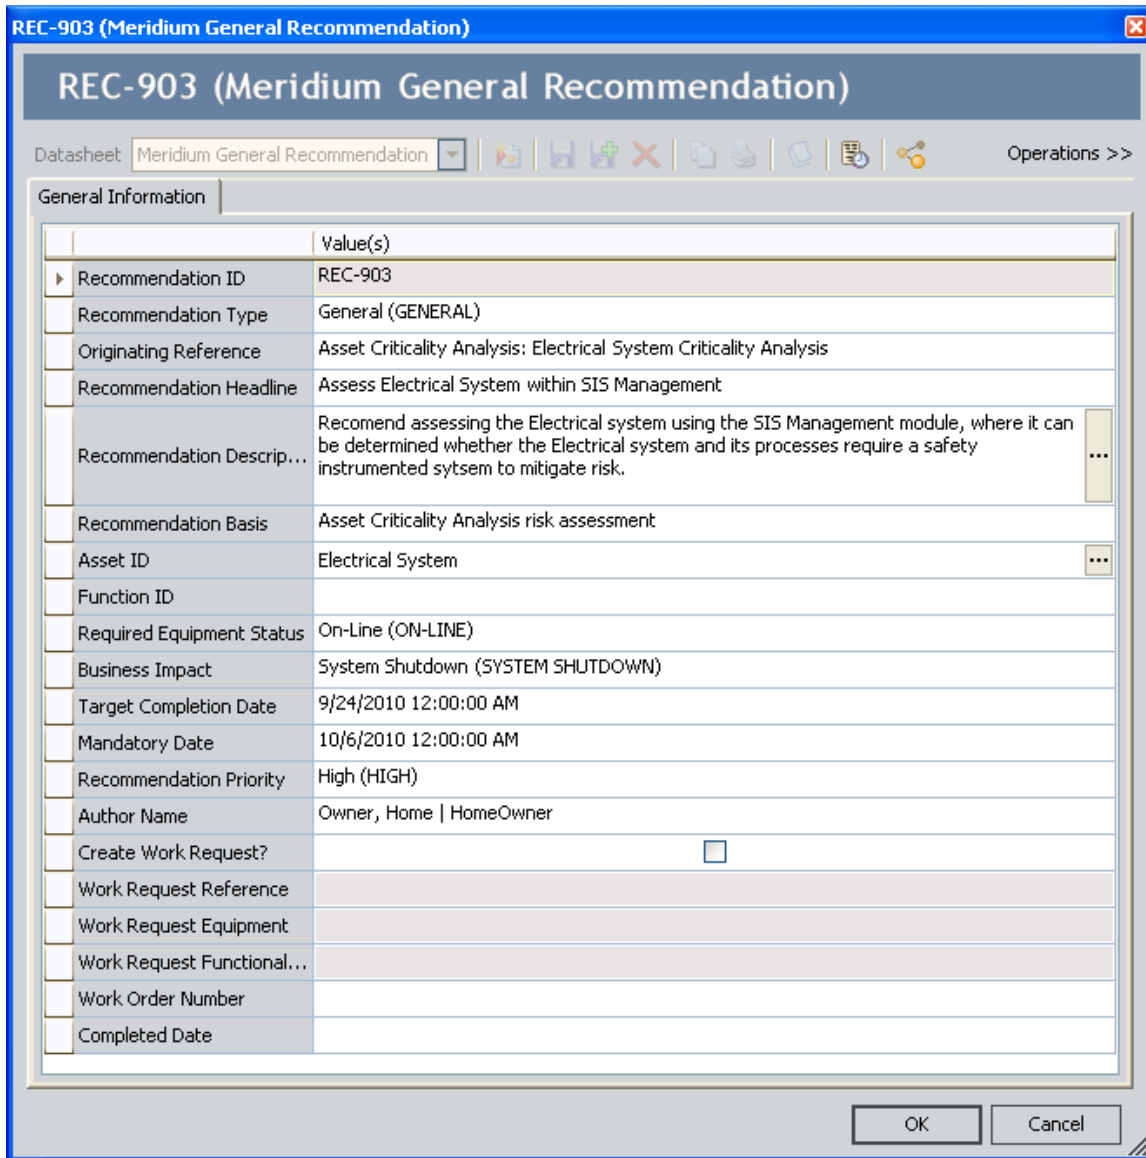 REC-903 (Meridium General Recommendation)
REC-903 (Meridium General Recommendation)
Datasheet Meridium General Recommendation Operations >>
General Information
Value(s)
Recommendation ID REC-903
Recommendation Type General (GENERAL)
Originating Reference Asset Criticality Analysis: Electrical System Criticality Analysis
Recommendation Headline Assess Electrical System within SIS Management
Recommendation Descrip... Recomend assessing the Electrical system using the SIS Management module, where it can
be determined whether the Electrical system and its processes require a safety
instrumented sytsem to mitigate risk.
...
Recommendation Basis Asset Criticality Analysis risk assessment
Asset ID Electrical System ...
Function ID
Required Equipment Status On-Line (ON-LINE)
Business Impact System Shutdown (SYSTEM SHUTDOWN)
Target Completion Date 9/24/2010 12:00:00 AM
Mandatory Date 10/6/2010 12:00:00 AM
Recommendation Priority High (HIGH)
Author Name Owner, Home | HomeOwner
Create Work Request?
Work Request Reference
Work Request Equipment
Work Request Functional...
Work Order Number
Completed Date
OK Cancel